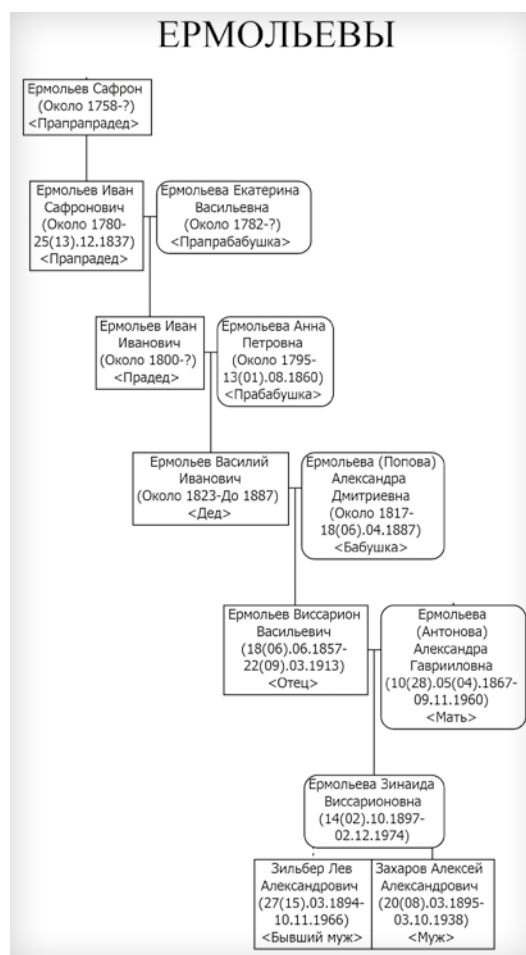 ЕРМОЛЬЕВЫ
Ермольев Сафрон
(Около 1758-?)
<Прапрапрадед>
Ермольев Иван
Сафронович
(Около 1780-
25(13).12.1837)
<Прапрадед>
Ермольева Екатерина
Васильевна
(Около 1782-?)
<Прапрабабушка>
Ермольев Иван
Иванович
(Около 1800-?)
<Прадед>
Ермольева Анна
Петровна
(Около 1795-
13(01).08.1860)
<Прабабушка>
Ермольев Василий
Иванович
(Около 1823-До 1887)
<Дед>
Ермольева (Попова)
Александра
Дмитриевна
(Около 1817-
18(06).04.1887)
<Бабушка>
Ермольев Виссарион
Васильевич
(18(06).06.1857-
22(09).03.1913)
<Отец>
Ермольева
(Антонова)
Александра
Гаврииловна
(10(28).05(04).1867-
09.11.1960)
<Мать>
Ермольева Зинаида
Виссарионовна
(14(02).10.1897-
02.12.1974)
Зильбер Лев
Александрович
(27(15).03.1894-
10.11.1966)
<Бывший муж>
Захаров Алексей
Александрович
(20(08).03.1895-
03.10.1938)
<Муж>